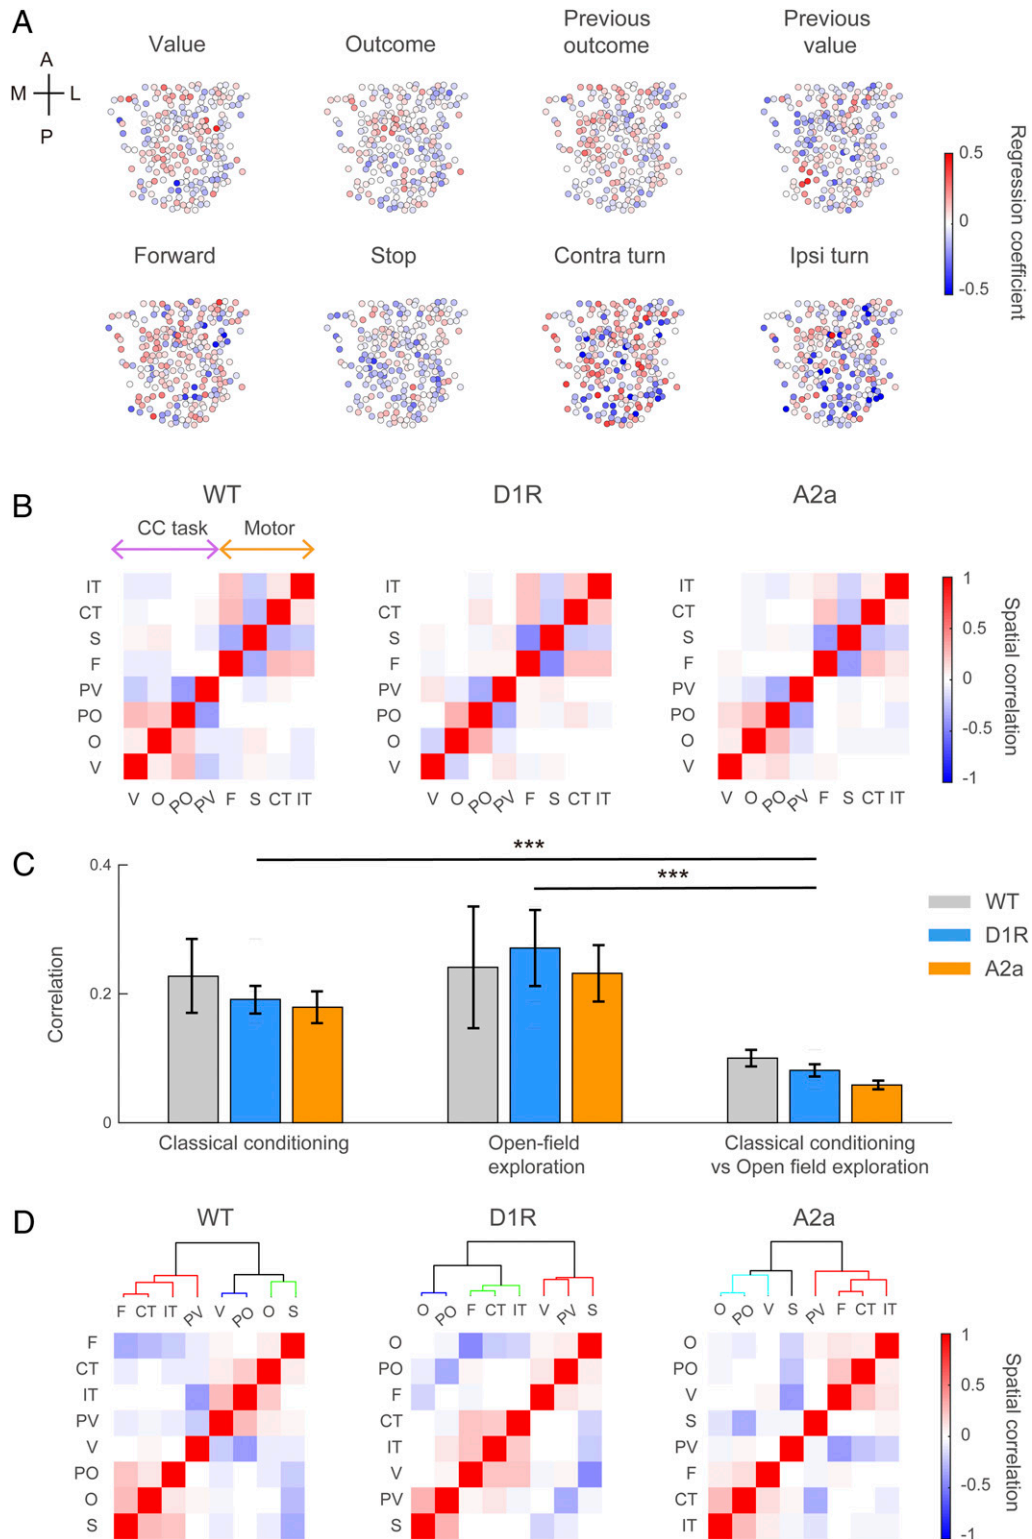 A
Value
Outcome
Previous
outcome
Previous
value
A
M
L
P
0.5
0
-0.5
Regression coefficient
Forward
Stop
Contra turn
Ipsi turn
B
WT
D1R
A2a
CC task
Motor
IT
CT
S
F
PV
PO
O
V
V O PO PV F S CT IT
IT
CT
S
F
PV
PO
O
V
V O PO PV F S CT IT
IT
CT
S
F
PV
PO
O
V
V O PO PV F S CT IT
1
0.5
0
-0.5
-1
Spatial correlation
C
0.4
0.2
0
Correlation
***
***
WT
D1R
A2a
Classical conditioning
Open-field
exploration
Classical conditioning
vs Open field exploration
D
WT
D1R
A2a
F CT IT PV V PO O S
O PO F CT IT V PV S
O PO V S PV F CT IT
F
CT
IT
PV
V
PO
O
S
O
PO
F
CT
IT
V
PV
S
O
PO
V
S
PV
F
CT
IT
1
0.5
0
-0.5
-1
Spatial correlation